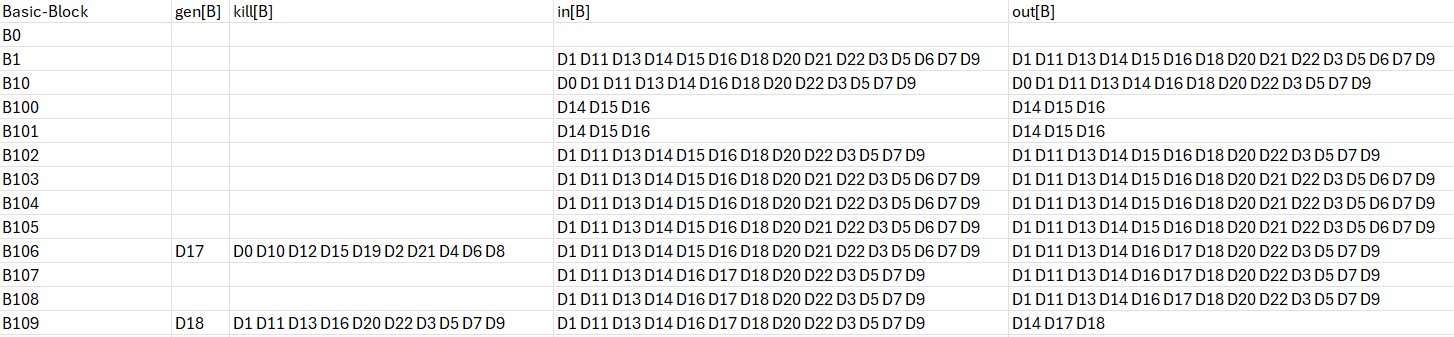 Basic-Block gen[B] kill[B] in[B] out[B]
B0
B1 D1 D11 D13 D14 D15 D16 D18 D20 D21 D22 D3 D5 D6 D7 D9 D1 D11 D13 D14 D15 D16 D18 D20 D21 D22 D3 D5 D6 D7 D9
B10 D0 D1 D11 D13 D14 D16 D18 D20 D22 D3 D5 D7 D9 D0 D1 D11 D13 D14 D16 D18 D20 D22 D3 D5 D7 D9
B100 D14 D15 D16 D14 D15 D16
B101 D14 D15 D16 D14 D15 D16
B102 D1 D11 D13 D14 D15 D16 D18 D20 D22 D3 D5 D7 D9 D1 D11 D13 D14 D15 D16 D18 D20 D22 D3 D5 D7 D9
B103 D1 D11 D13 D14 D15 D16 D18 D20 D21 D22 D3 D5 D6 D7 D9 D1 D11 D13 D14 D15 D16 D18 D20 D21 D22 D3 D5 D6 D7 D9
B104 D1 D11 D13 D14 D15 D16 D18 D20 D21 D22 D3 D5 D6 D7 D9 D1 D11 D13 D14 D15 D16 D18 D20 D21 D22 D3 D5 D6 D7 D9
B105 D1 D11 D13 D14 D15 D16 D18 D20 D21 D22 D3 D5 D6 D7 D9 D1 D11 D13 D14 D15 D16 D18 D20 D21 D22 D3 D5 D6 D7 D9
B106 D17 D0 D10 D12 D15 D19 D2 D21 D4 D6 D8 D1 D11 D13 D14 D15 D16 D18 D20 D21 D22 D3 D5 D6 D7 D9 D1 D11 D13 D14 D16 D17 D18 D20 D22 D3 D5 D7 D9
B107 D1 D11 D13 D14 D16 D17 D18 D20 D22 D3 D5 D7 D9 D1 D11 D13 D14 D16 D17 D18 D20 D22 D3 D5 D7 D9
B108 D1 D11 D13 D14 D16 D17 D18 D20 D22 D3 D5 D7 D9 D1 D11 D13 D14 D16 D17 D18 D20 D22 D3 D5 D7 D9
B109 D18 D1 D11 D13 D16 D20 D22 D3 D5 D7 D9 D1 D11 D13 D14 D16 D17 D18 D20 D22 D3 D5 D7 D9 D14 D17 D18